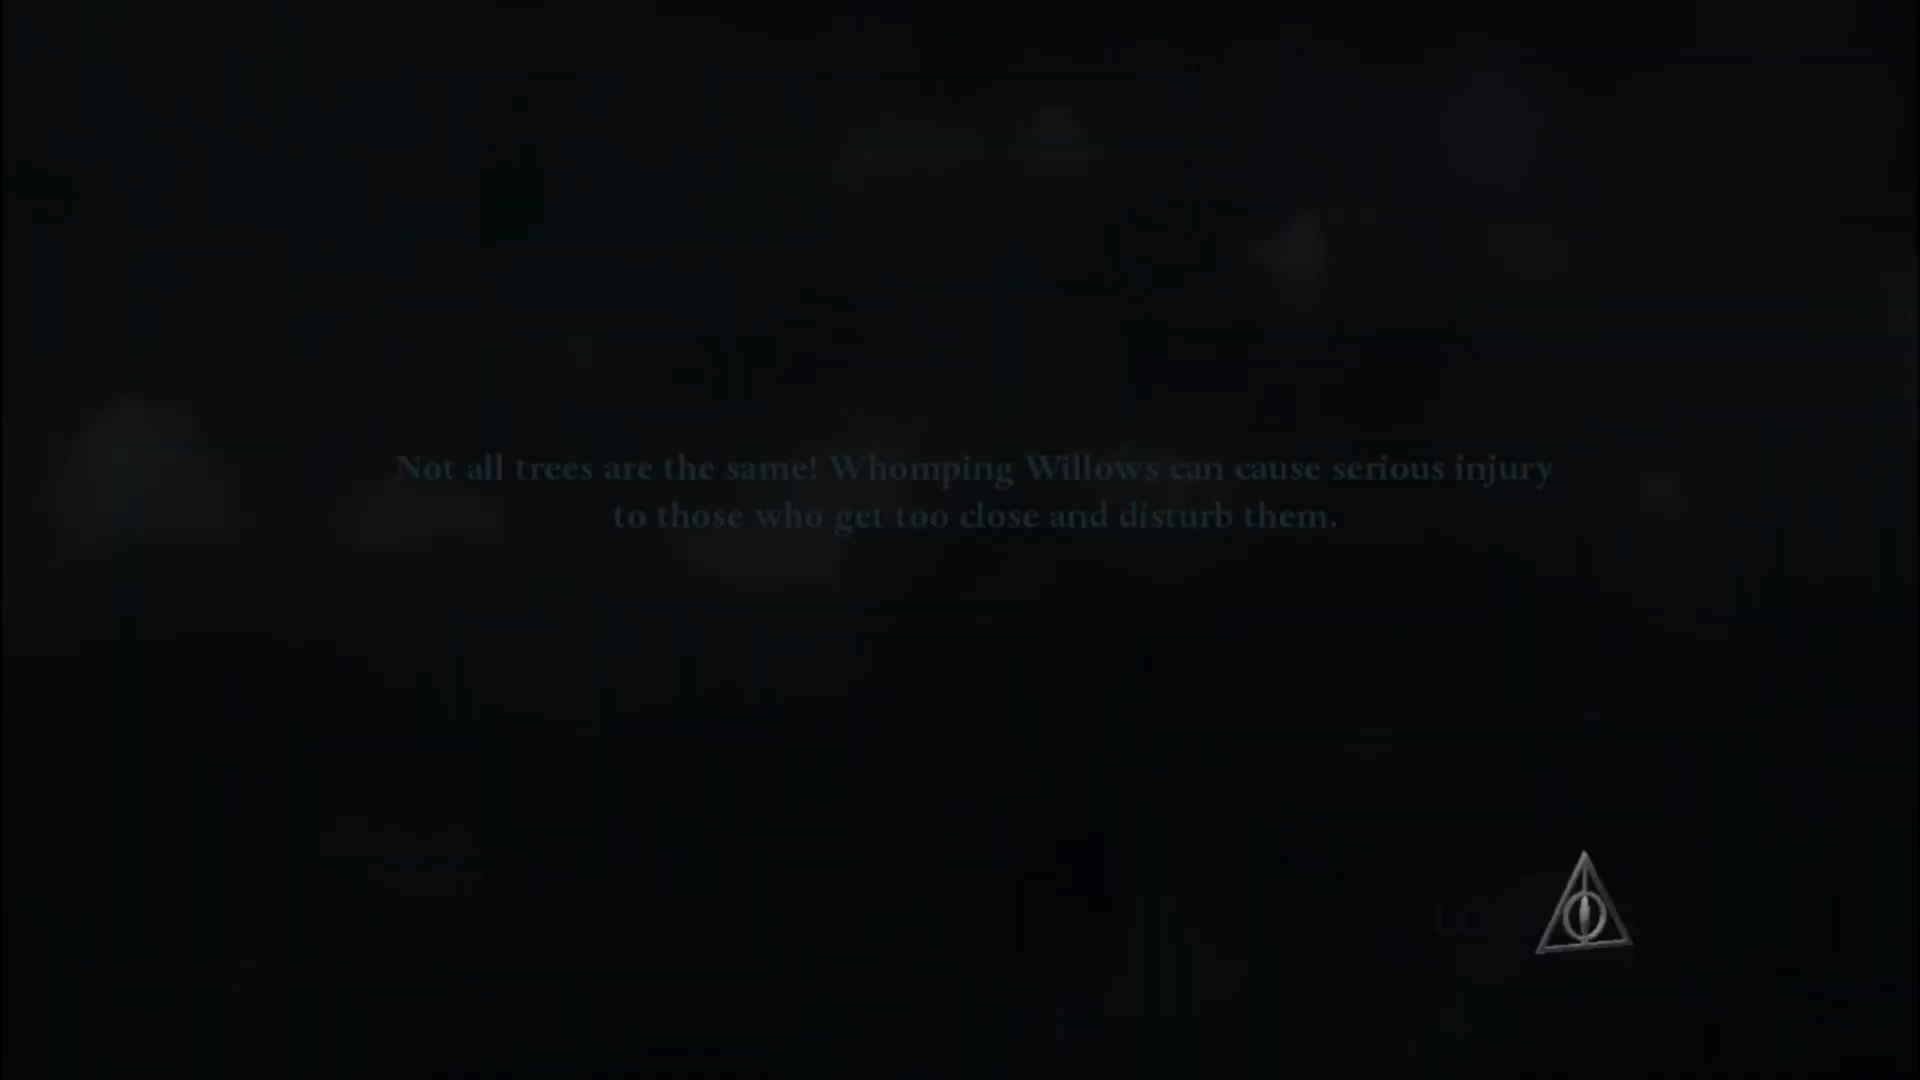 Not all trees are the same! Whomping Willows can cause serious injury
to those who get too close and disturb them.